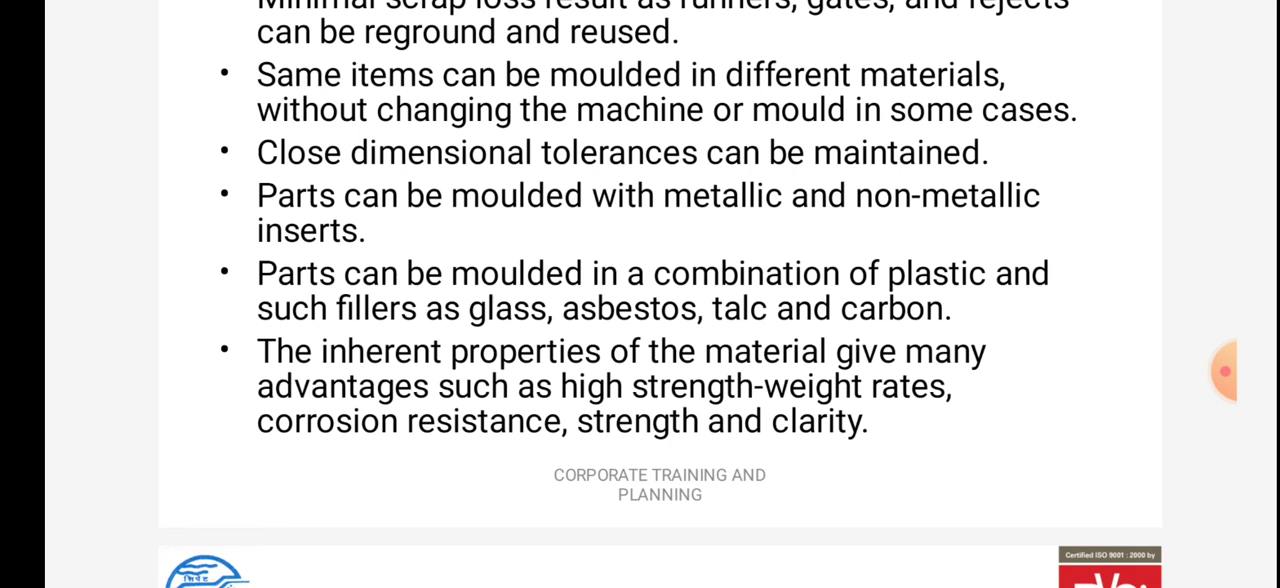 Minimal scrap loss result as runners, gates, and rejects
can be reground and reused.
• Same items can be moulded in different materials,
without changing the machine or mould in some cases.
• Close dimensional tolerances can be maintained.
• Parts can be moulded with metallic and non-metallic
inserts.
• Parts can be moulded in a combination of plastic and
such fillers as glass, asbestos, talc and carbon.
• The inherent properties of the material give many
advantages such as high strength-weight rates,
corrosion resistance, strength and clarity.
CORPORATE TRAINING AND
PLANNING
सिपेट
Certified ISO 9001 : 2000 by